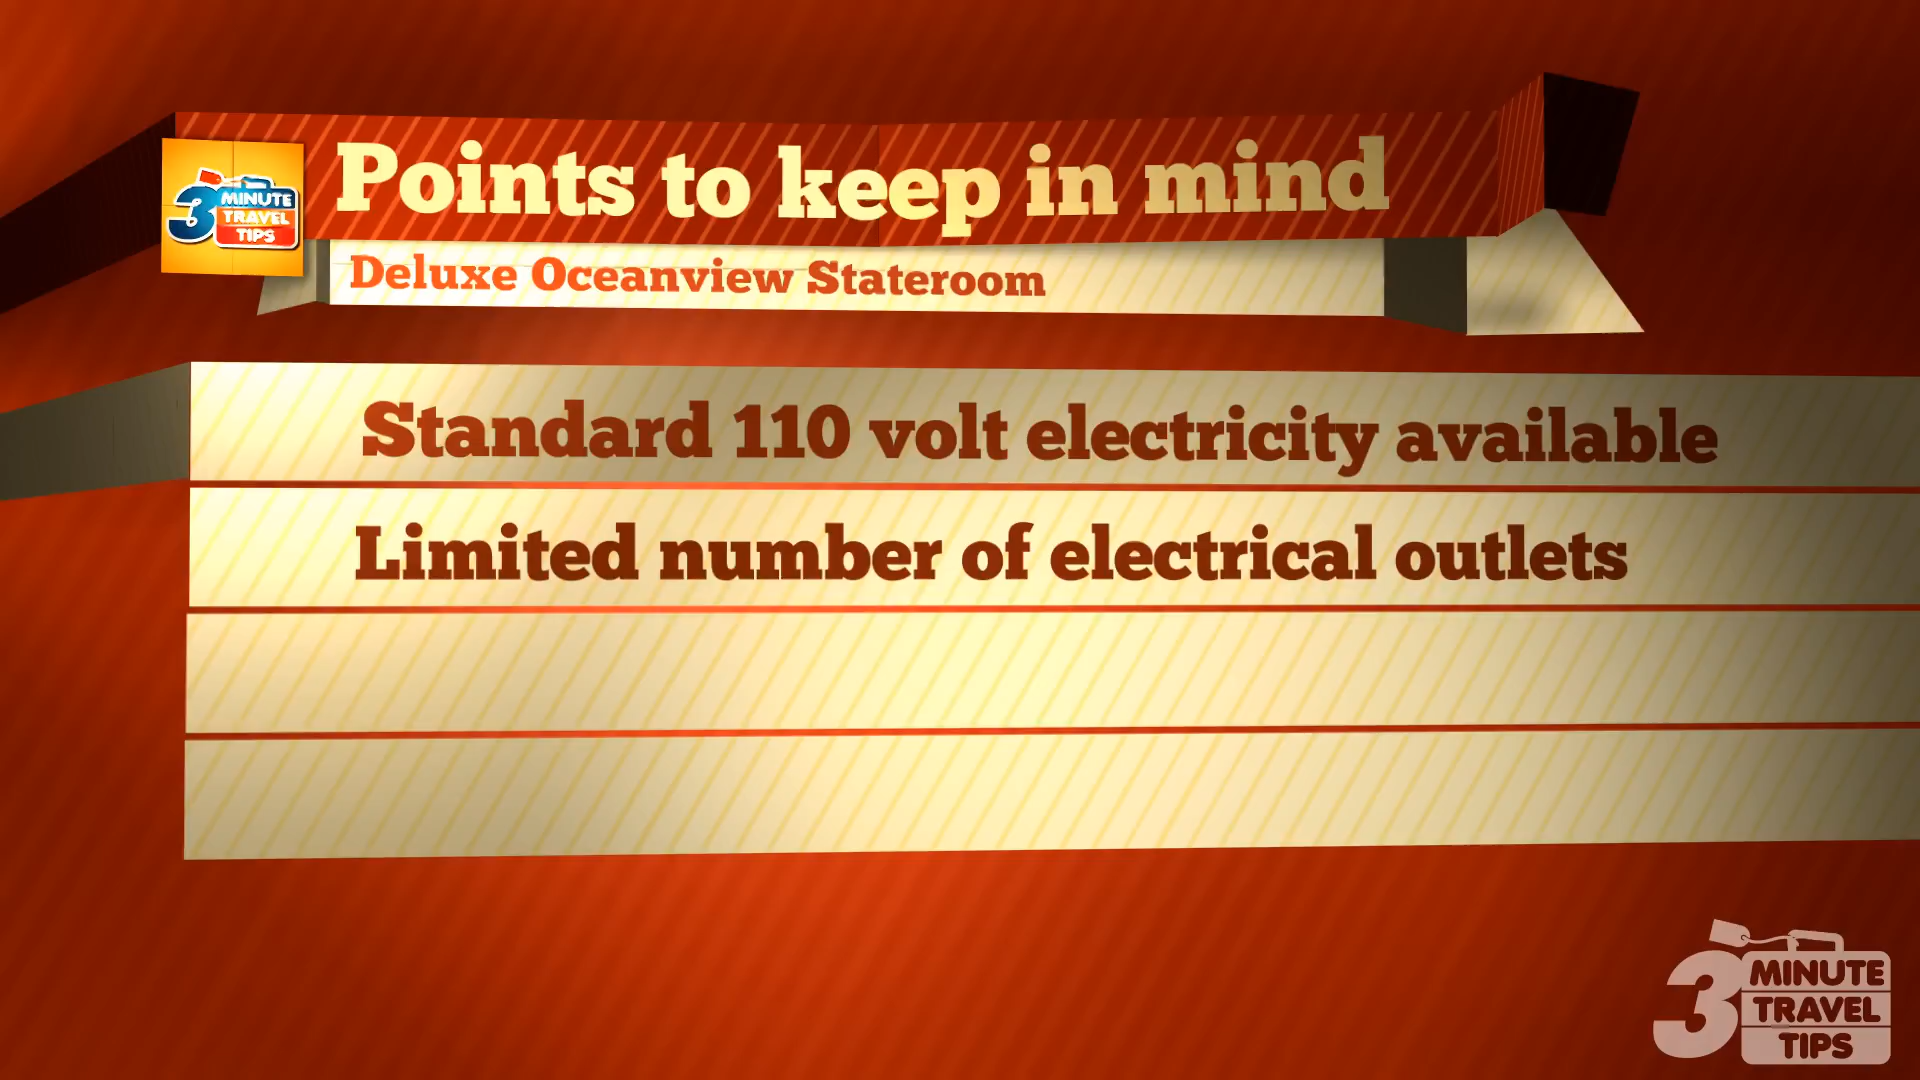 Points to keep in mind
3 MINUTE
TRAVEL
TIPS
Deluxe Oceanview Stateroom
Standard 110 volt electricity available
Limited number of electrical outlets
3 MINUTE
TRAVEL
TIPS